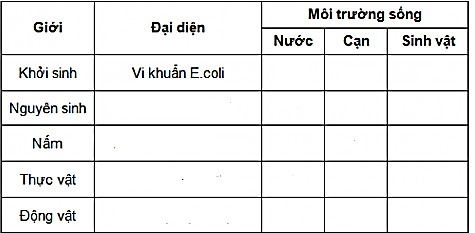 Giới Đại diện Môi trường sống
Nước Cạn Sinh vật
Khởi sinh Vi khuẩn E.coli
Nguyên sinh
Nấm
Thực vật
Động vật